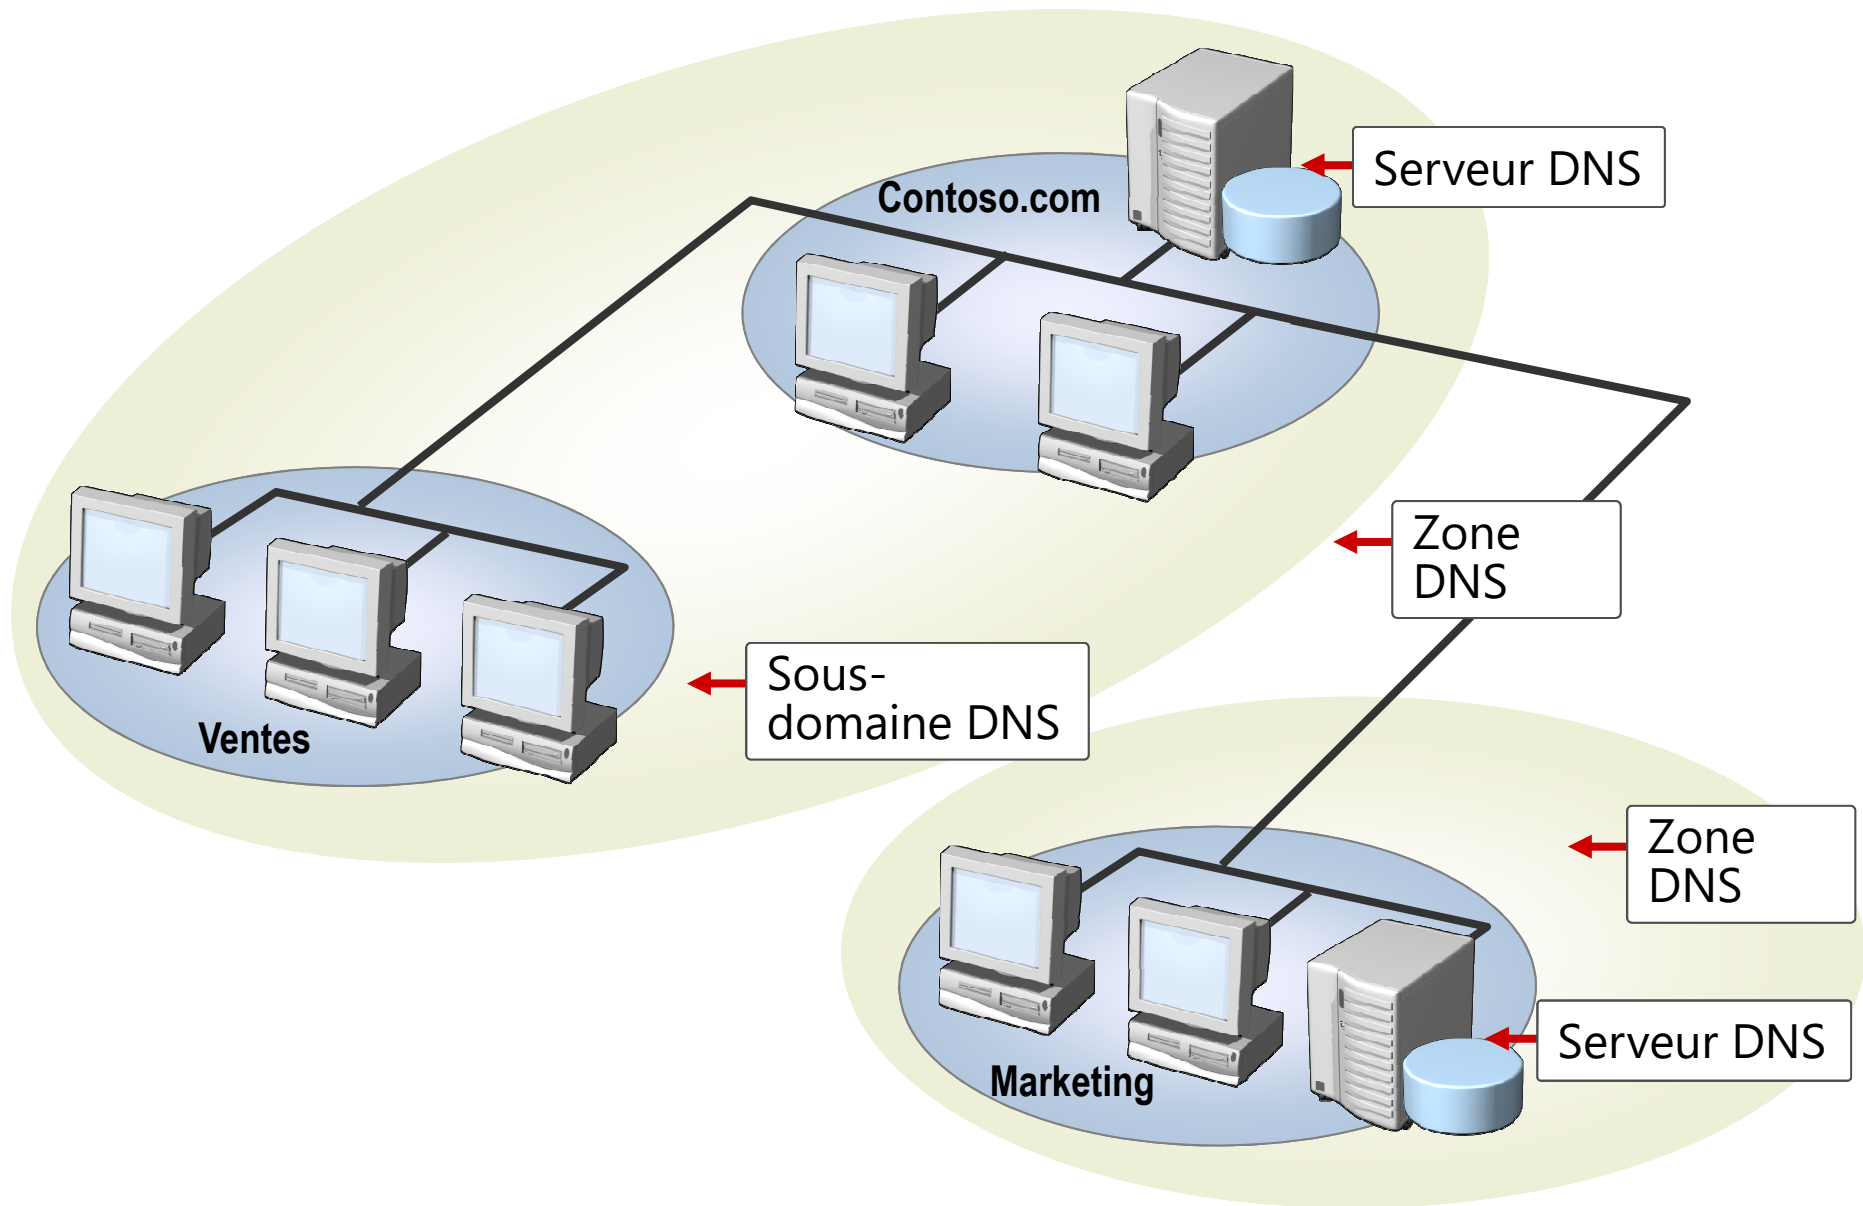 Serveur DNS
Contoso.com
Zone
DNS
Sous-
domaine DNS
Ventes
Zone
DNS
Serveur DNS
Marketing